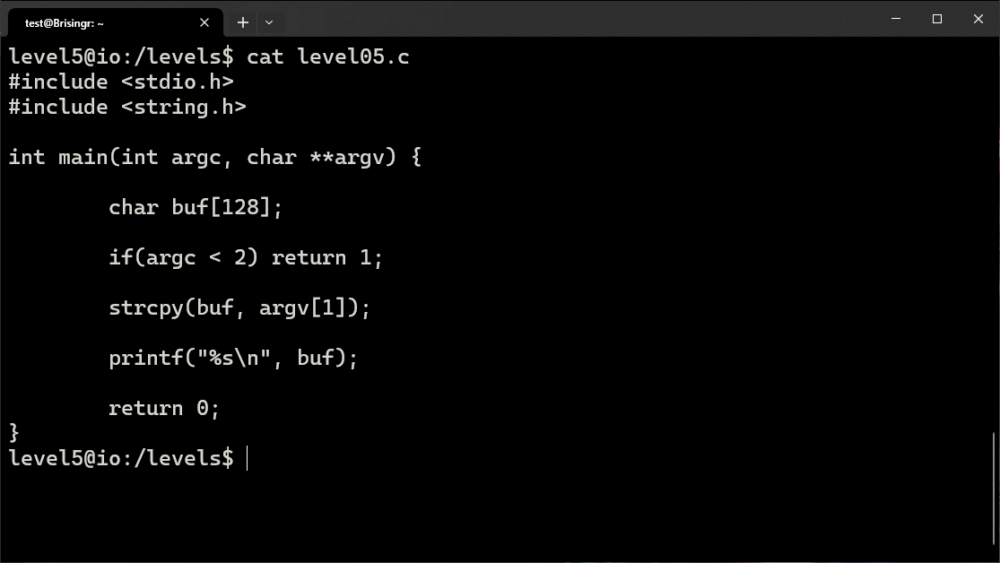 test@Brisingr: ~
level5@io:/levels$ cat level05.c
#include <stdio.h>
#include <string.h>

int main(int argc, char **argv) {

        char buf[128];

        if(argc < 2) return 1;

        strcpy(buf, argv[1]);

        printf("%s\n", buf);

        return 0;
}
level5@io:/levels$